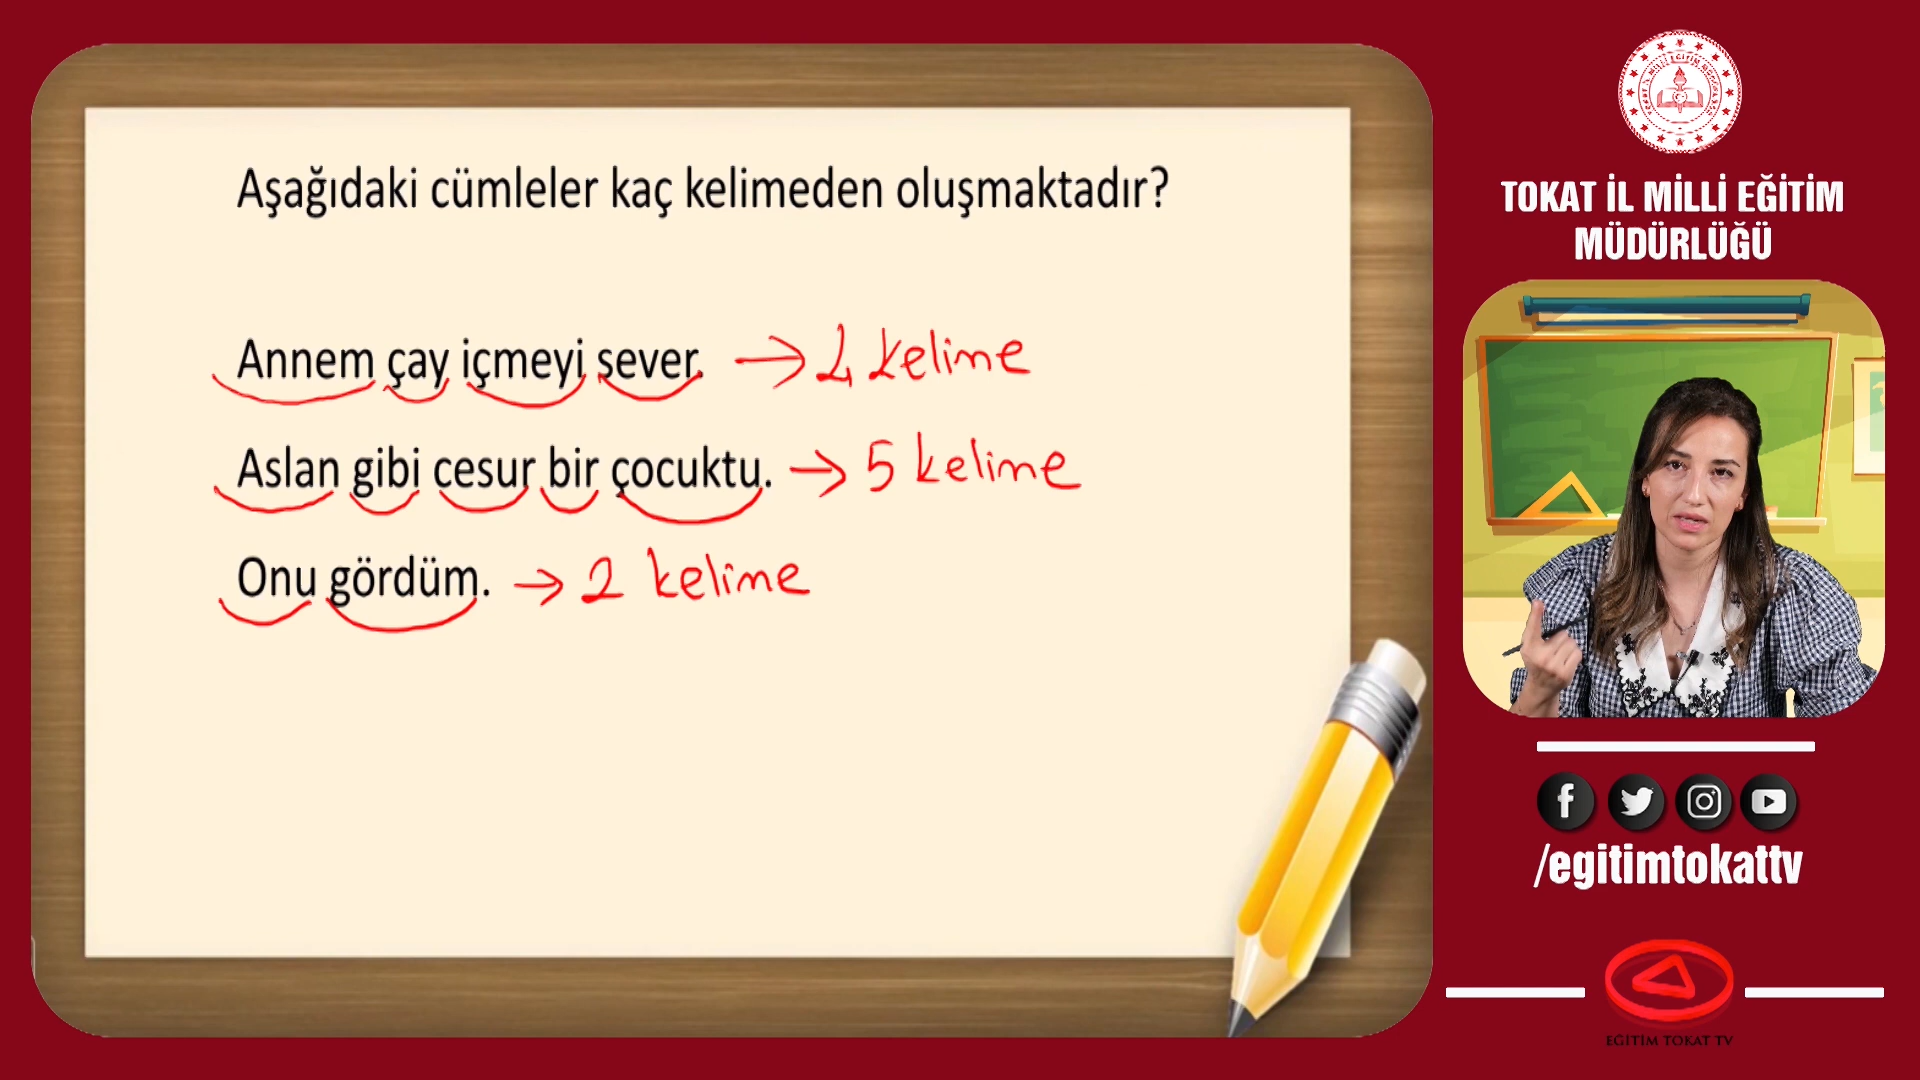 Aşağıdaki cümleler kaç kelimeden oluşmaktadır?
Annem çay içmeyi sever. → 4 kelime
Aslan gibi cesur bir çocuktu. → 5 kelime
Onu gördüm. → 2 kelime
TOKAT İL MİLLİ EĞİTİM
MÜDÜRLÜĞÜ
/egitimtokattv
EĞİTİM TOKAT TV